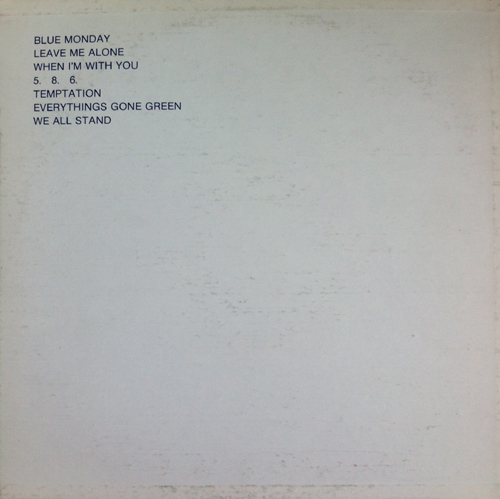 BLUE MONDAY
LEAVE ME ALONE
WHEN I'M WITH YOU
5. 8. 6.
TEMPTATION
EVERYTHINGS GONE GREEN
WE ALL STAND